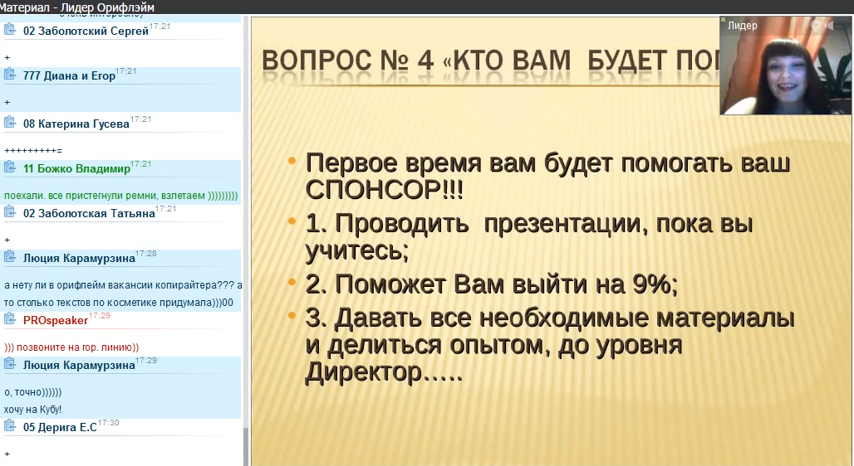 Материал - Лидер Орифлэйм
02 Заболотский Сергей 17:21
+
777 Диана и Егор 17:21
+
08 Катерина Гусева 17:21
+++++++++=
11 Божко Владимир 17:21
поехали. все пристегнули ремни, взлетаем )))))))))
02 Заболотская Татьяна 17:21
+
Люция Карамурзина 17:28
а нету ли в орифлейм вакансии копирайтера??? а
то столько текстов по косметике придумала)))00
PROspeaker 17:29
))) позвоните на гор. линию))
Люция Карамурзина 17:29
о, точно))))))
хочу на Кубу!
05 Дерига Е.С 17:30
+
ВОПРОС № 4 «КТО ВАМ БУДЕТ
Лидер
Первое время вам будет помогать ваш
СПОНСОР!!!
1. Проводить презентации, пока вы
учитесь;
2. Поможет Вам выйти на 9%;
3. Давать все необходимые материалы
и делиться опытом, до уровня
Директор…..